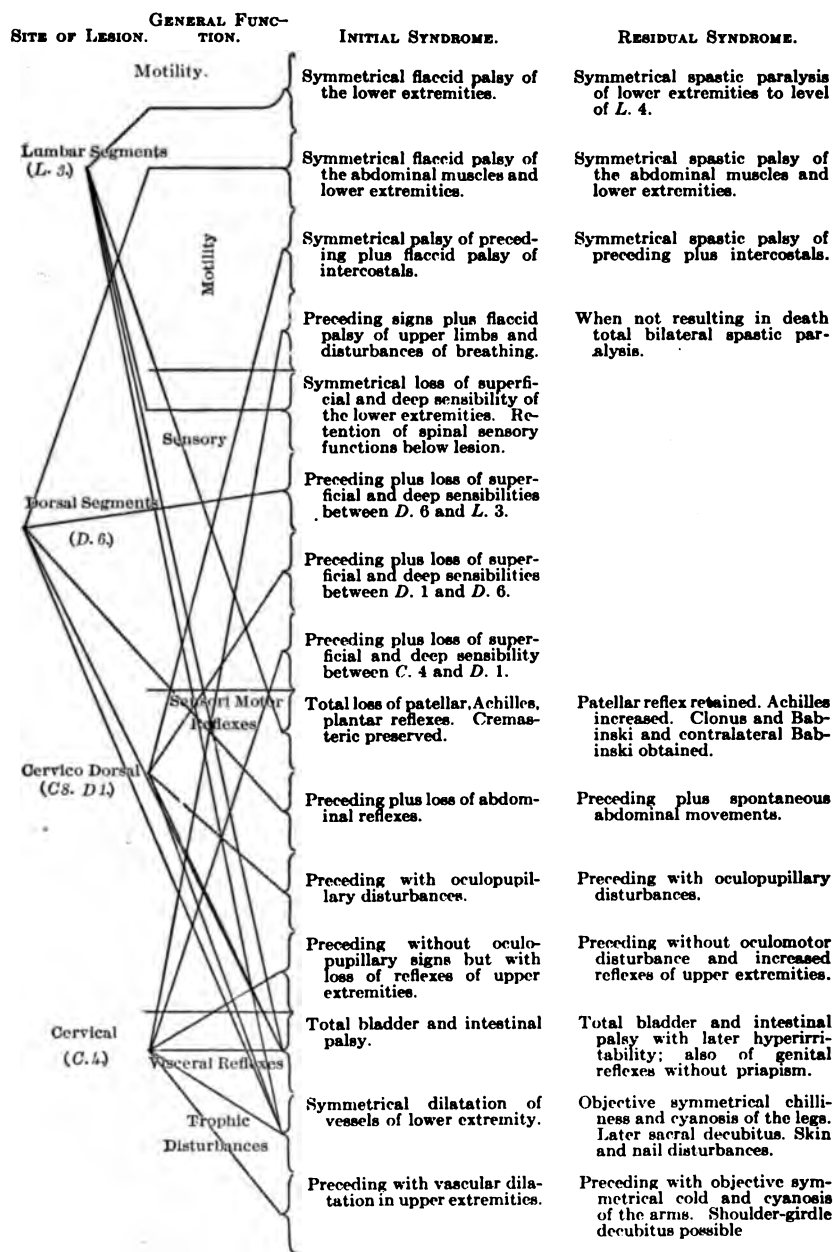 GENERAL FUNC-
SITE OF LESION. TION. INITIAL SYNDROME. RESIDUAL SYNDROME.
Motility.
Symmetrical flaccid palsy of
the lower extremities.
Symmetrical spastic paralysis
of lower extremities to level
of L. 4.
Lumbar Segments
(L. 3.)
Symmetrical flaccid palsy of
the abdominal muscles and
lower extremities.
Symmetrical spastic palsy of
the abdominal muscles and
lower extremities.
Motility
Symmetrical palsy of preced-
ing plus flaccid palsy of
intercostals.
Symmetrical spastic palsy of
preceding plus intercostals.
Preceding signs plus flaccid
palsy of upper limbs and
disturbances of breathing.
When not resulting in death
total bilateral spastic par-
alysis.
Sensory
Symmetrical loss of superfi-
cial and deep sensibility of
the lower extremities. Re-
tention of spinal sensory
functions below lesion.
Dorsal Segments
(D. 6.)
Preceding plus loss of super-
ficial and deep sensibilities
between D. 6 and L. 3.
Preceding plus loss of super-
ficial and deep sensibilities
between D. 1 and D. 6.
Preceding plus loss of super-
ficial and deep sensibility
between C. 4 and D. 1.
Sensori Motor
Reflexes
Total loss of patellar, Achilles,
plantar reflexes. Cremas-
teric preserved.
Patellar reflex retained. Achilles
increased. Clonus and Bab-
inski and contralateral Bab-
inski obtained.
Cervico Dorsal
(C8. D1.)
Preceding plus loss of abdom-
inal reflexes.
Preceding plus spontaneous
abdominal movements.
Preceding with oculopupil-
lary disturbances.
Preceding with oculopupillary
disturbances.
Preceding without oculo-
pupillary signs but with
loss of reflexes of upper
extremities.
Preceding without oculomotor
disturbance and increased
reflexes of upper extremities.
Cervical
(C. 4.)
Visceral Reflexes
Total bladder and intestinal
palsy.
Total bladder and intestinal
palsy with later hyperirri-
tability; also of genital
reflexes without priapism.
Trophic
Disturbances
Symmetrical dilatation of
vessels of lower extremity.
Objective symmetrical chilli-
ness and cyanosis of the legs.
Later sacral decubitus. Skin
and nail disturbances.
Preceding with vascular dila-
tation in upper extremities.
Preceding with objective sym-
metrical cold and cyanosis
of the arms. Shoulder-girdle
decubitus possible